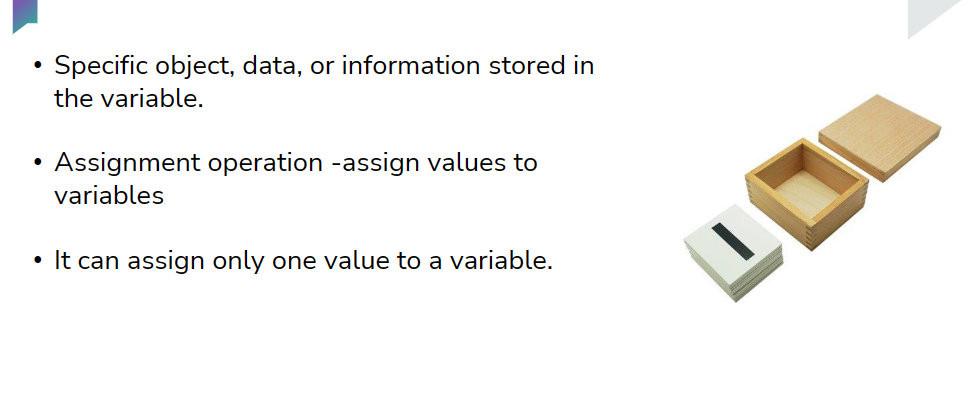 • Specific object, data, or information stored in
the variable.
• Assignment operation -assign values to
variables
• It can assign only one value to a variable.